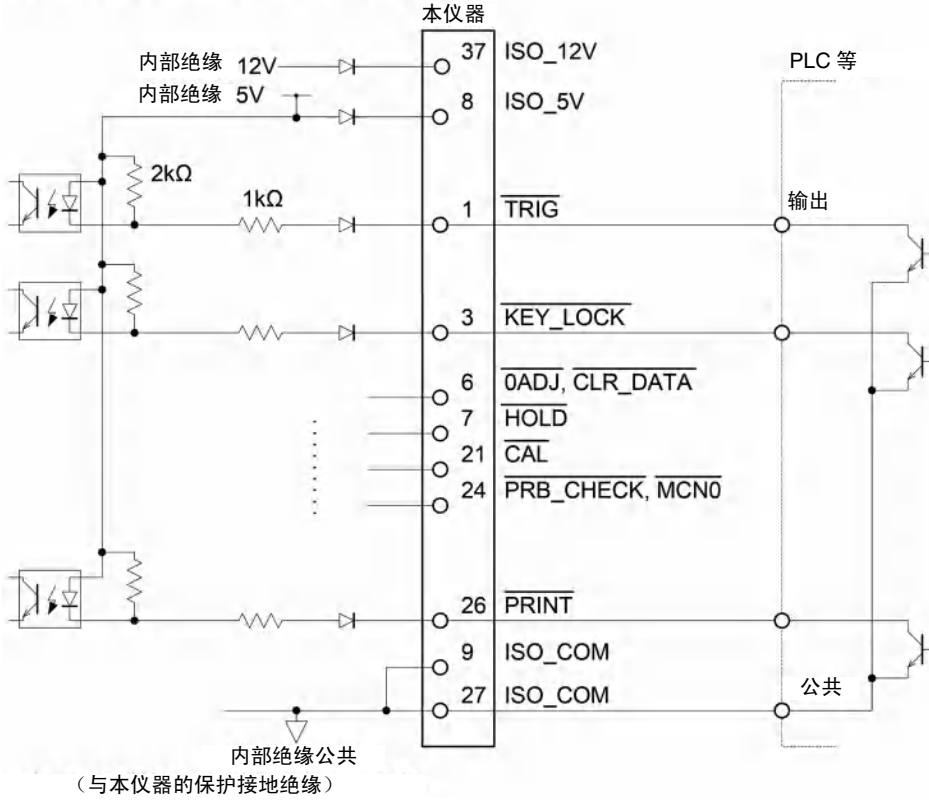 本仪器
内部绝缘 12V
37 ISO_12V
PLC 等
内部绝缘 5V
8 ISO_5V
2kΩ
1kΩ
1 TRIG
输出
3 KEY_LOCK
6 0ADJ, CLR_DATA
7 HOLD
21 CAL
24 PRB_CHECK, MCN0
26 PRINT
9 ISO_COM
公共
27 ISO_COM
内部绝缘公共
（与本仪器的保护接地绝缘）